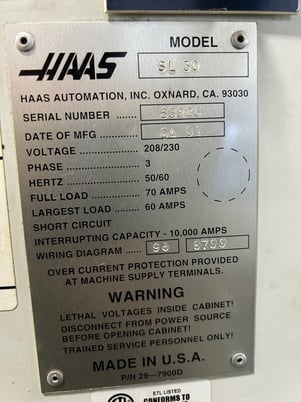 MODEL
HAAS
SL 30
HAAS AUTOMATION, INC. OXNARD, CA. 93030
SERIAL NUMBER
DATE OF MFG
VOLTAGE 208/230
PHASE 3
HERTZ 50/60
FULL LOAD 70 AMPS
LARGEST LOAD 60 AMPS
SHORT CIRCUIT
INTERRUPTING CAPACITY - 10,000 AMPS
WIRING DIAGRAM 96 8700
OVER CURRENT PROTECTION PROVIDED
AT MACHINE SUPPLY TERMINALS.
WARNING
LETHAL VOLTAGES INSIDE CABINET!
DISCONNECT FROM POWER SOURCE
BEFORE OPENING CABINET!
TRAINED SERVICE PERSONNEL ONLY!
MADE IN U.S.A.
P/N 29-7900D
ETL LISTED
CONFORMS TO